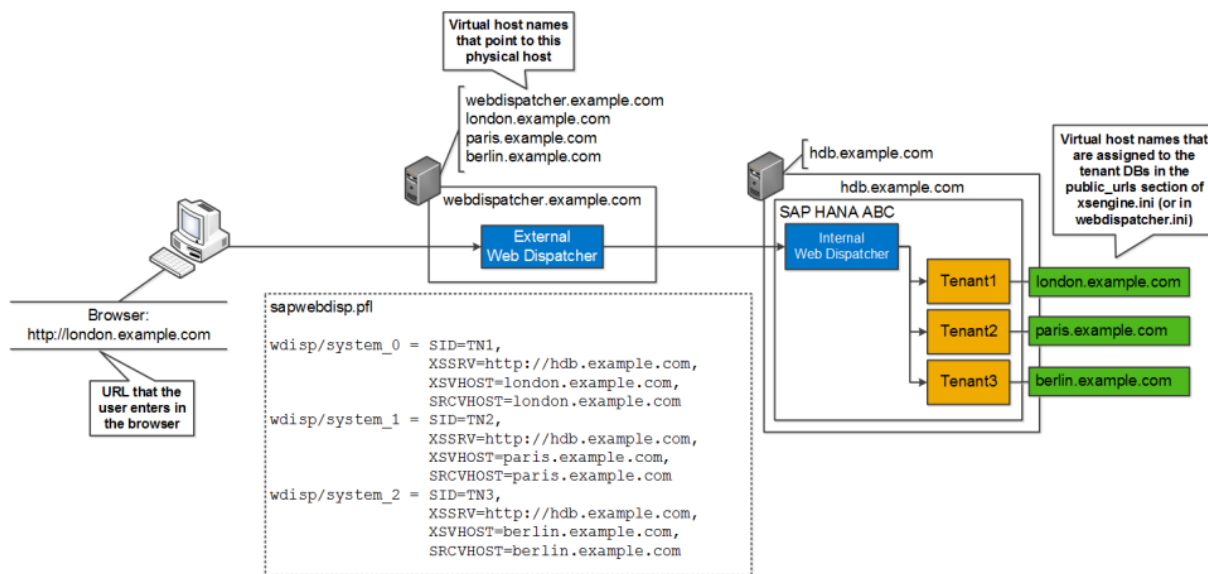 Virtual host names
that point to this
physical host
webdispatcher.example.com
london.example.com
paris.example.com
berlin.example.com
webdispatcher.example.com
External
Web Dispatcher
hdb.example.com
hdb.example.com
SAP HANA ABC
Internal
Web Dispatcher
Tenant1
Tenant2
Tenant3
Virtual host names that
are assigned to the
tenant DBs in the
public_urls section of
xsengine.ini (or in
webdispatcher.ini)
london.example.com
paris.example.com
berlin.example.com
Browser:
http://london.example.com
URL that the
user enters in
the browser
sapwebdisp.pfl
wdisp/system_0 = SID=TN1,
XSSRV=http://hdb.example.com,
XSVHOST=london.example.com,
SRCVHOST=london.example.com
wdisp/system_1 = SID=TN2,
XSSRV=http://hdb.example.com,
XSVHOST=paris.example.com,
SRCVHOST=paris.example.com
wdisp/system_2 = SID=TN3,
XSSRV=http://hdb.example.com,
XSVHOST=berlin.example.com,
SRCVHOST=berlin.example.com